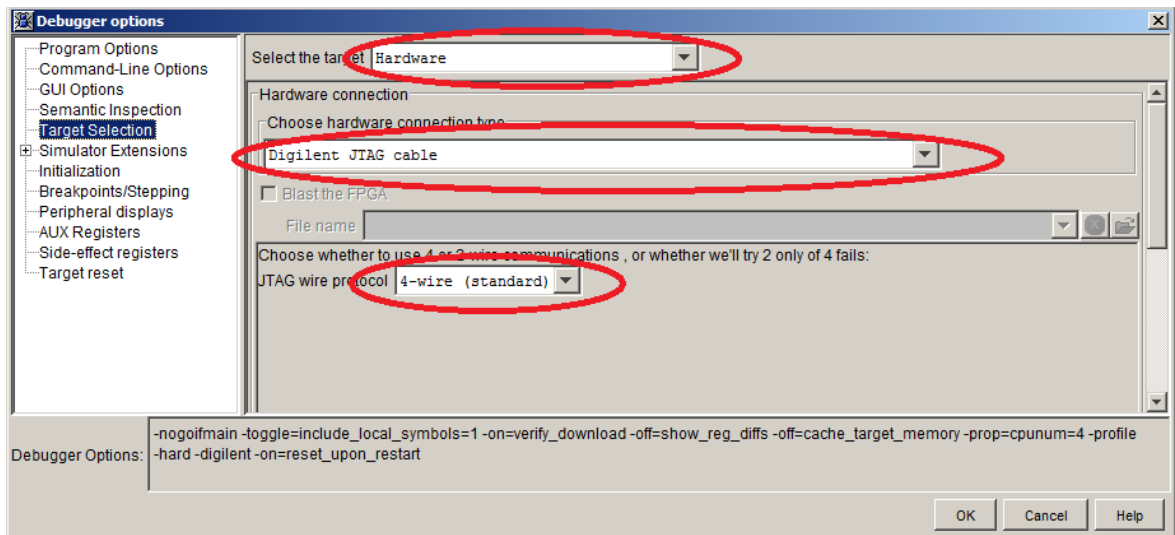 Debugger options
Program Options
Command-Line Options
GUI Options
Semantic Inspection
Target Selection
Simulator Extensions
Initialization
Breakpoints/Stepping
Peripheral displays
AUX Registers
Side-effect registers
Target reset
Select the target Hardware
Hardware connection
Choose hardware connection type
Digilent JTAG cable
Blast the FPGA
File name
Choose whether to use 4 or 2 wire communications , or whether we'll try 2 only of 4 fails:
JTAG wire protocol 4-wire (standard)
Debugger Options:
-nogoifmain -toggle=include_local_symbols=1 -on=verify_download -off=show_reg_diffs -off=cache_target_memory -prop=cpunum=4 -profile
-hard -digilent -on=reset_upon_restart
OK Cancel Help